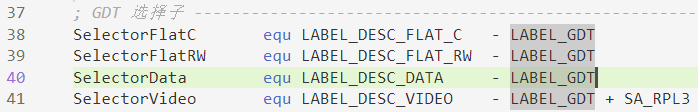 37 ; GDT 选择子 ----------------------------------------------------------------
38 SelectorFlatC equ LABEL_DESC_FLAT_C - LABEL_GDT
39 SelectorFlatRW equ LABEL_DESC_FLAT_RW - LABEL_GDT
40 SelectorData equ LABEL_DESC_DATA - LABEL_GDT
41 SelectorVideo equ LABEL_DESC_VIDEO - LABEL_GDT + SA_RPL3